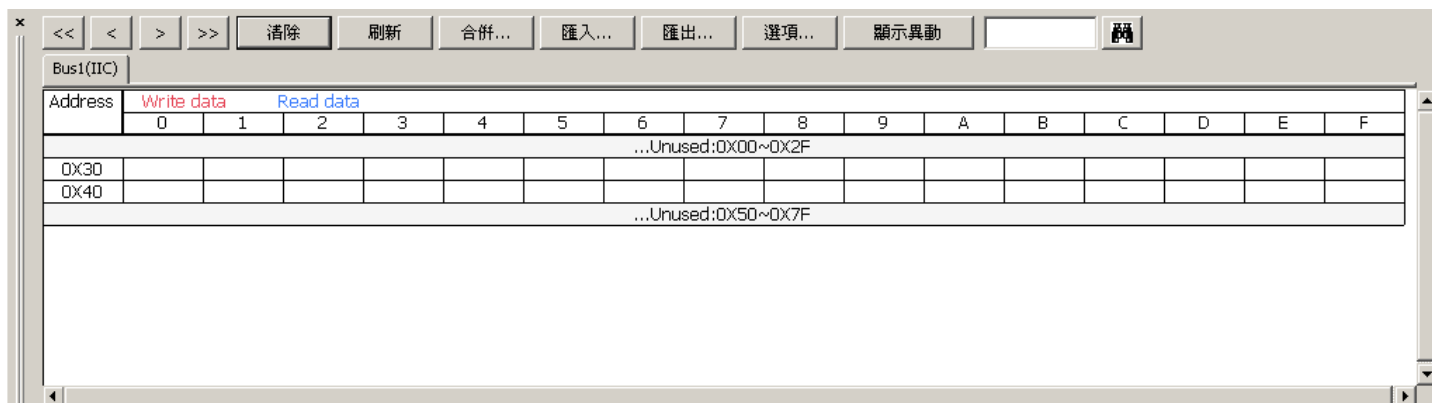 << < > >> 清除 刷新 合併... 匯入... 匯出... 選項... 顯示異動
Bus1(IIC)
Address Write data Read data
0 1 2 3 4 5 6 7 8 9 A B C D E F
...Unused:0X00~0X2F
0X30
0X40
...Unused:0X50~0X7F